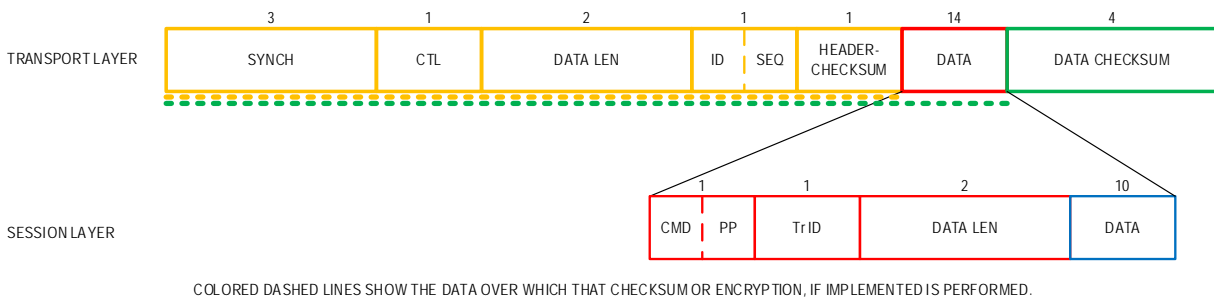 3 1 2 1 1 14 4
TRANSPORT LAYER SYNCH CTL DATA LEN ID SEQ HEADER-
CHECKSUM DATA DATA CHECKSUM
1 1 2 10
SESSION LAYER CMD PP TrID DATA LEN DATA
COLORED DASHED LINES SHOW THE DATA OVER WHICH THAT CHECKSUM OR ENCRYPTION, IF IMPLEMENTED IS PERFORMED.